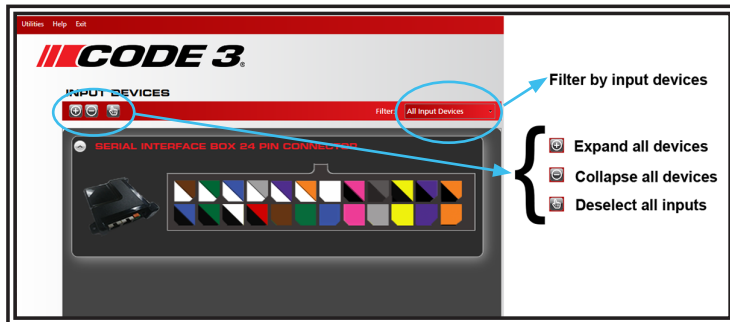 Utilities Help Exit
CODE 3®
INPUT DEVICES
Filter: All Input Devices
Filter by input devices
SERIAL INTERFACE BOX 24 PIN CONNECTOR
Expand all devices
Collapse all devices
Deselect all inputs